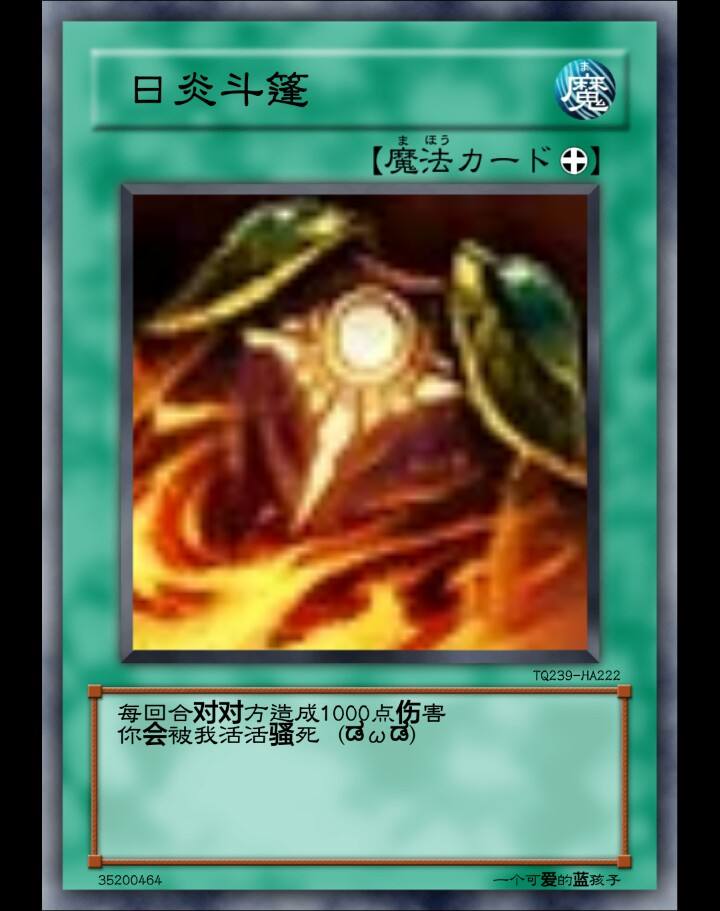 日炎斗篷
ま
魔
ま ほう
【魔法カード】
TQ239-HA222
每回合对对方造成1000点伤害
你会被我活活骚死 (ಡωಡ)
35200464
一个可爱的蓝孩子